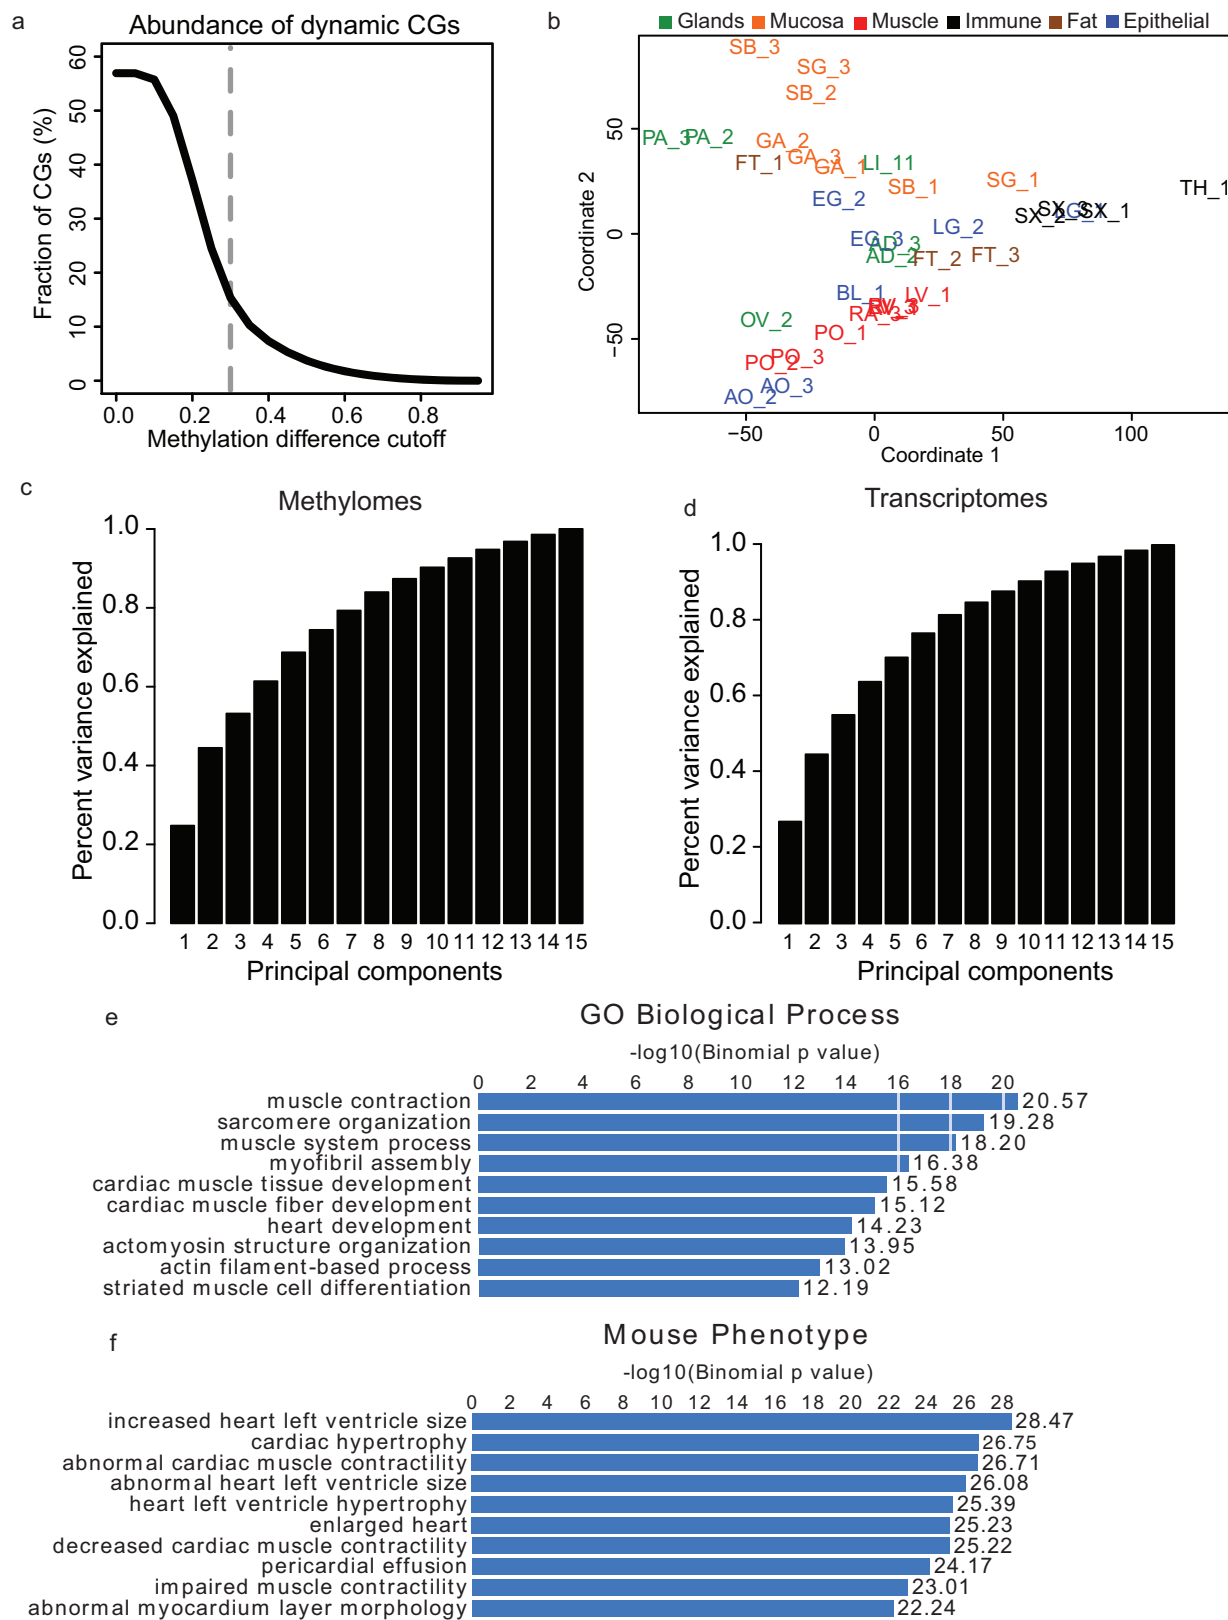 a
Abundance of dynamic CGs
Fraction of CGs (%)
60
50
40
30
20
10
0
0.0 0.2 0.4 0.6 0.8
Methylation difference cutoff
b
Glands Mucosa Muscle Immune Fat Epithelial
SB_3
SG_3
SB_2
PA_3 PA_2
GA_2
GA_3
FT_1 GA_1 LI_11
SB_1 SG_1
TH_1
EG_2
SX_2 SX_3 LG_1 SX_1
LG_2
EG_3 AD_3
AD_2 FT_2 FT_3
BL_1 LV_1
RA_3
OV_2
PO_1
PO_2 PO_3
AO_2 AO_3
Coordinate 2
50
0
−50
−50 0 50 100
Coordinate 1
c
Methylomes
Percent variance explained
1.0
0.8
0.6
0.4
0.2
0.0
1 2 3 4 5 6 7 8 9 10 11 12 13 14 15
Principal components
d
Transcriptomes
Percent variance explained
1.0
0.8
0.6
0.4
0.2
0.0
1 2 3 4 5 6 7 8 9 10 11 12 13 14 15
Principal components
e
GO Biological Process
-log10(Binomial p value)
0 2 4 6 8 10 12 14 16 18 20
muscle contraction 20.57
sarcomere organization 19.28
muscle system process 18.20
myofibril assembly 16.38
cardiac muscle tissue development 15.58
cardiac muscle fiber development 15.12
heart development 14.23
actomyosin structure organization 13.95
actin filament-based process 13.02
striated muscle cell differentiation 12.19
f
Mouse Phenotype
-log10(Binomial p value)
0 2 4 6 8 10 12 14 16 18 20 22 24 26 28
increased heart left ventricle size 28.47
cardiac hypertrophy 26.75
abnormal cardiac muscle contractility 26.71
abnormal heart left ventricle size 26.08
heart left ventricle hypertrophy 25.39
enlarged heart 25.23
decreased cardiac muscle contractility 25.22
pericardial effusion 24.17
impaired muscle contractility 23.01
abnormal myocardium layer morphology 22.24